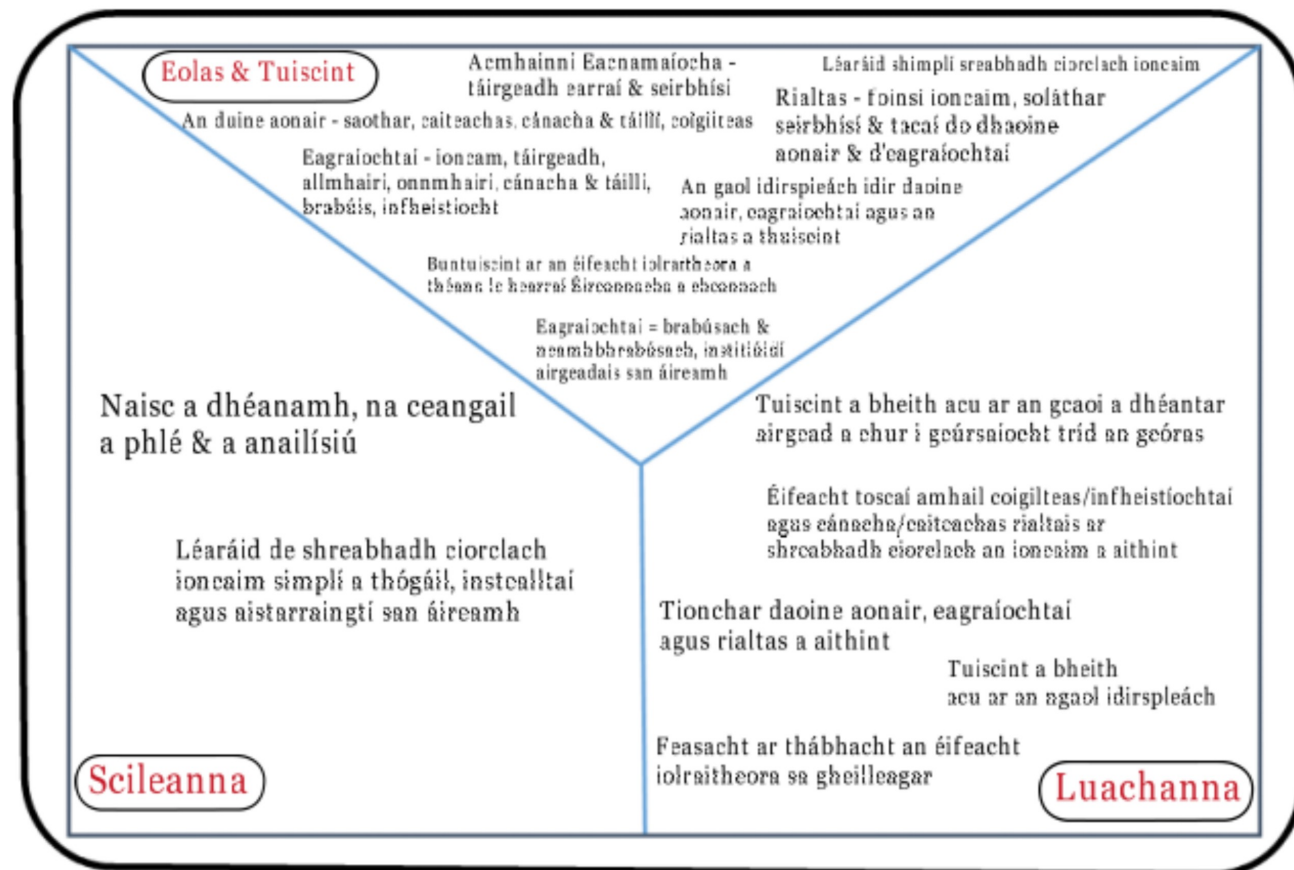 Eolas & Tuiscint
Acmhainní Eacnamaíocha -
táirgeadh earraí & seirbhísí
Léaráid shimplí sreabhadh ciorclach ioncaim
An duine aonair - saothar, caiteachas, cánacha & táillí, coigilteas
Rialtas - foinsí ioncaim, soláthar
seirbhísí & tacaí do dhaoine
aonair & d'eagraíochtaí
Eagraíochtaí - ioncam, táirgeadh,
allmhairí, onnmhairí, cánacha & táillí,
brabúis, infheistíocht
An gaol idirspleách idir daoine
aonair, eagraíochtaí agus an
rialtas a thuiscint
Buntuiscint ar an éifeacht iolraitheora a
théann le hearraí Éireannacha a cheannach
Eagraíochtaí = brabúsach &
neamhbhrabúsach, institiúidí
airgeadais san áireamh
Naisc a dhéanamh, na ceangail
a phlé & a anailísiú
Léaráid de shreabhadh ciorclach
ioncaim simplí a thógáil, instealltaí
agus aistarraingtí san áireamh
Scileanna
Tuiscint a bheith acu ar an gcaoi a dhéantar
airgead a chur i gcúrsaíocht tríd an gcóras
Éifeacht toscaí amhail coigilteas/infheistíochtaí
agus cánacha/caiteachas rialtais ar
shreabhadh ciorclach an ioncaim a aithint
Tionchar daoine aonair, eagraíochtaí
agus rialtas a aithint
Tuiscint a bheith
acu ar an ngaol idirspleách
Feasacht ar thábhacht an éifeacht
iolraitheora sa gheilleagar
Luachanna